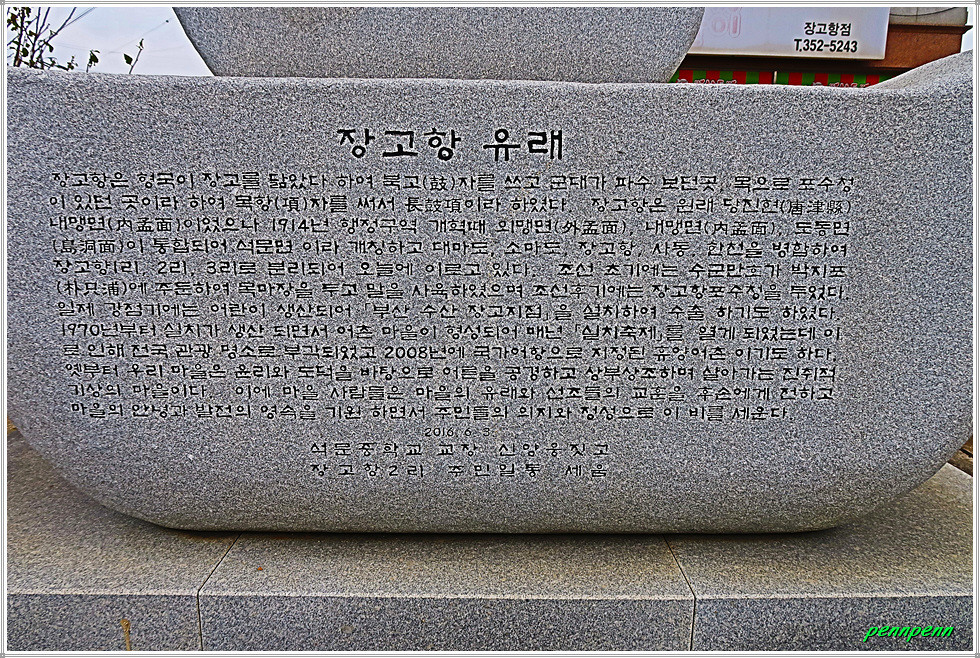 장고항점
T.352-5243
장고항 유래
장고항은 형국이 장고를 닮았다 하여 북고(鼓)자를 쓰고 군대가 파수 보던곳, 목으로 포수정
이 있던 곳이라 하여 목항(項)자를 써서 長鼓項이라 하였다. 장고항은 원래 당진현(唐津縣)
내맹면(內孟面)이었으나 1914년 행정구역 개혁때 외맹면(外孟面), 내맹면(內孟面), 도동면
(島洞面)이 통합되어 석문면 이라 개칭하고 대마도, 소마도, 장고항, 사동, 한천을 병합하여
장고항1리, 2리, 3리로 분리되어 오늘에 이르고 있다. 조선 초기에는 수군만호가 박지포
(朴只浦)에 주둔하여 목마장을 두고 말을 사육하였으며 조선후기에는 장고항포수청을 두었다.
일제 강점기에는 어란이 생산되어 「부산 수산 장고지점」을 설치하여 수출 하기도 하였다.
1970년부터 실치가 생산 되면서 어촌 마을이 형성되어 매년 「실치축제」를 열게 되었는데 이
로 인해 전국 관광 명소로 부각되었고 2008년에 국가어항으로 지정된 유일어촌 이기도 하다.
옛부터 우리 마을은 윤리와 도덕을 바탕으로 어른을 공경하고 상부상조하며 살아가는 진취적
기상의 마을이다. 이에 마을 사람들은 마을의 유래와 선조들의 교훈을 후손에게 전하고
마을의 안녕과 발전의 영속을 기원 하면서 주민들의 의지와 정성으로 이 비를 세운다.
2016. 6. 3.
석문중학교 교장 신양웅짓고
장고항2리 주민일동 세움
pennpenn